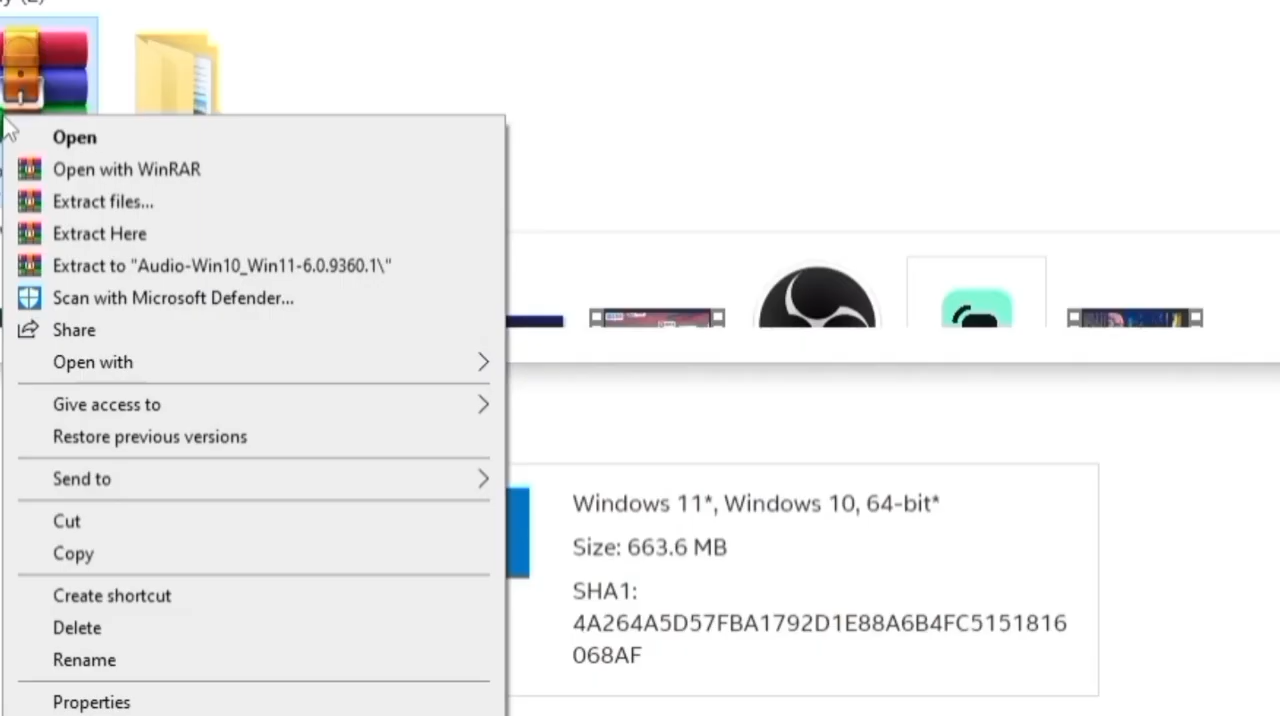 Open
Open with WinRAR
Extract files...
Extract Here
Extract to "Audio-Win10_Win11-6.0.9360.1\"
Scan with Microsoft Defender...
Share
Open with
Give access to
Restore previous versions
Send to
Cut
Copy
Create shortcut
Delete
Rename
Properties
Windows 11*, Windows 10, 64-bit*
Size: 663.6 MB
SHA1:
4A264A5D57FBA1792D1E88A6B4FC5151816
068AF